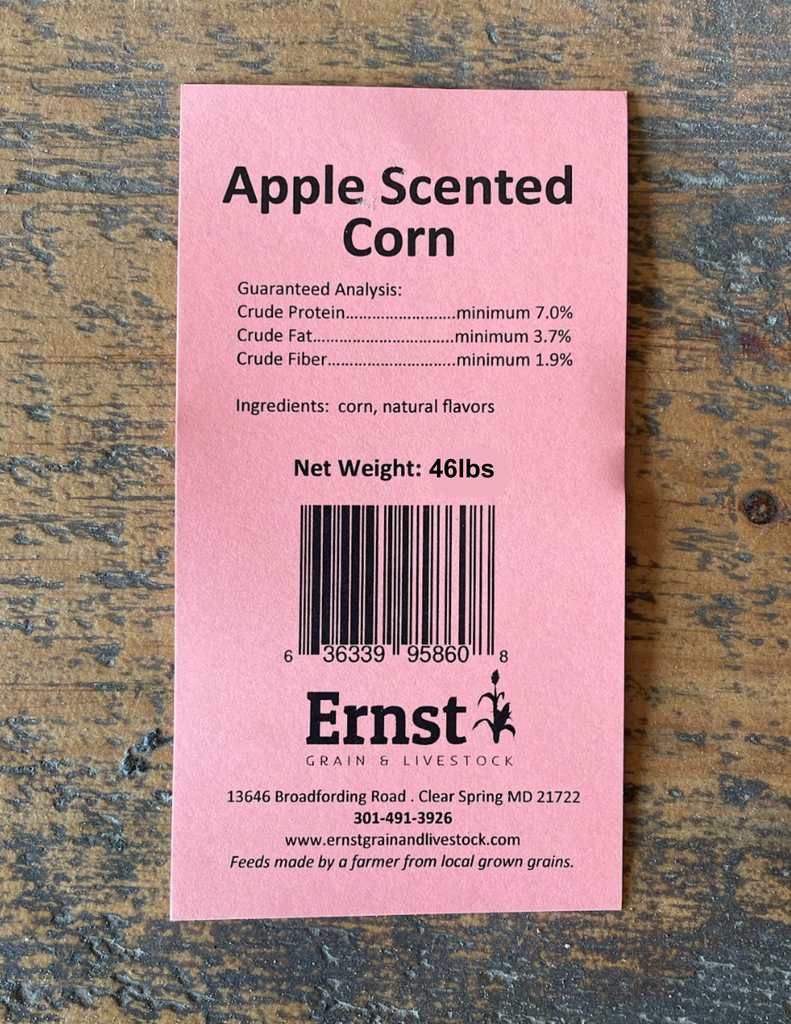 Apple Scented
Corn
Guaranteed Analysis:
Crude Protein........................minimum 7.0%
Crude Fat...............................minimum 3.7%
Crude Fiber............................minimum 1.9%
Ingredients:  corn, natural flavors
Net Weight: 46lbs
6 36339 95860 8
Ernst
GRAIN & LIVESTOCK
13646 Broadfording Road . Clear Spring MD 21722
301-491-3926
www.ernstgrainandlivestock.com
Feeds made by a farmer from local grown grains.